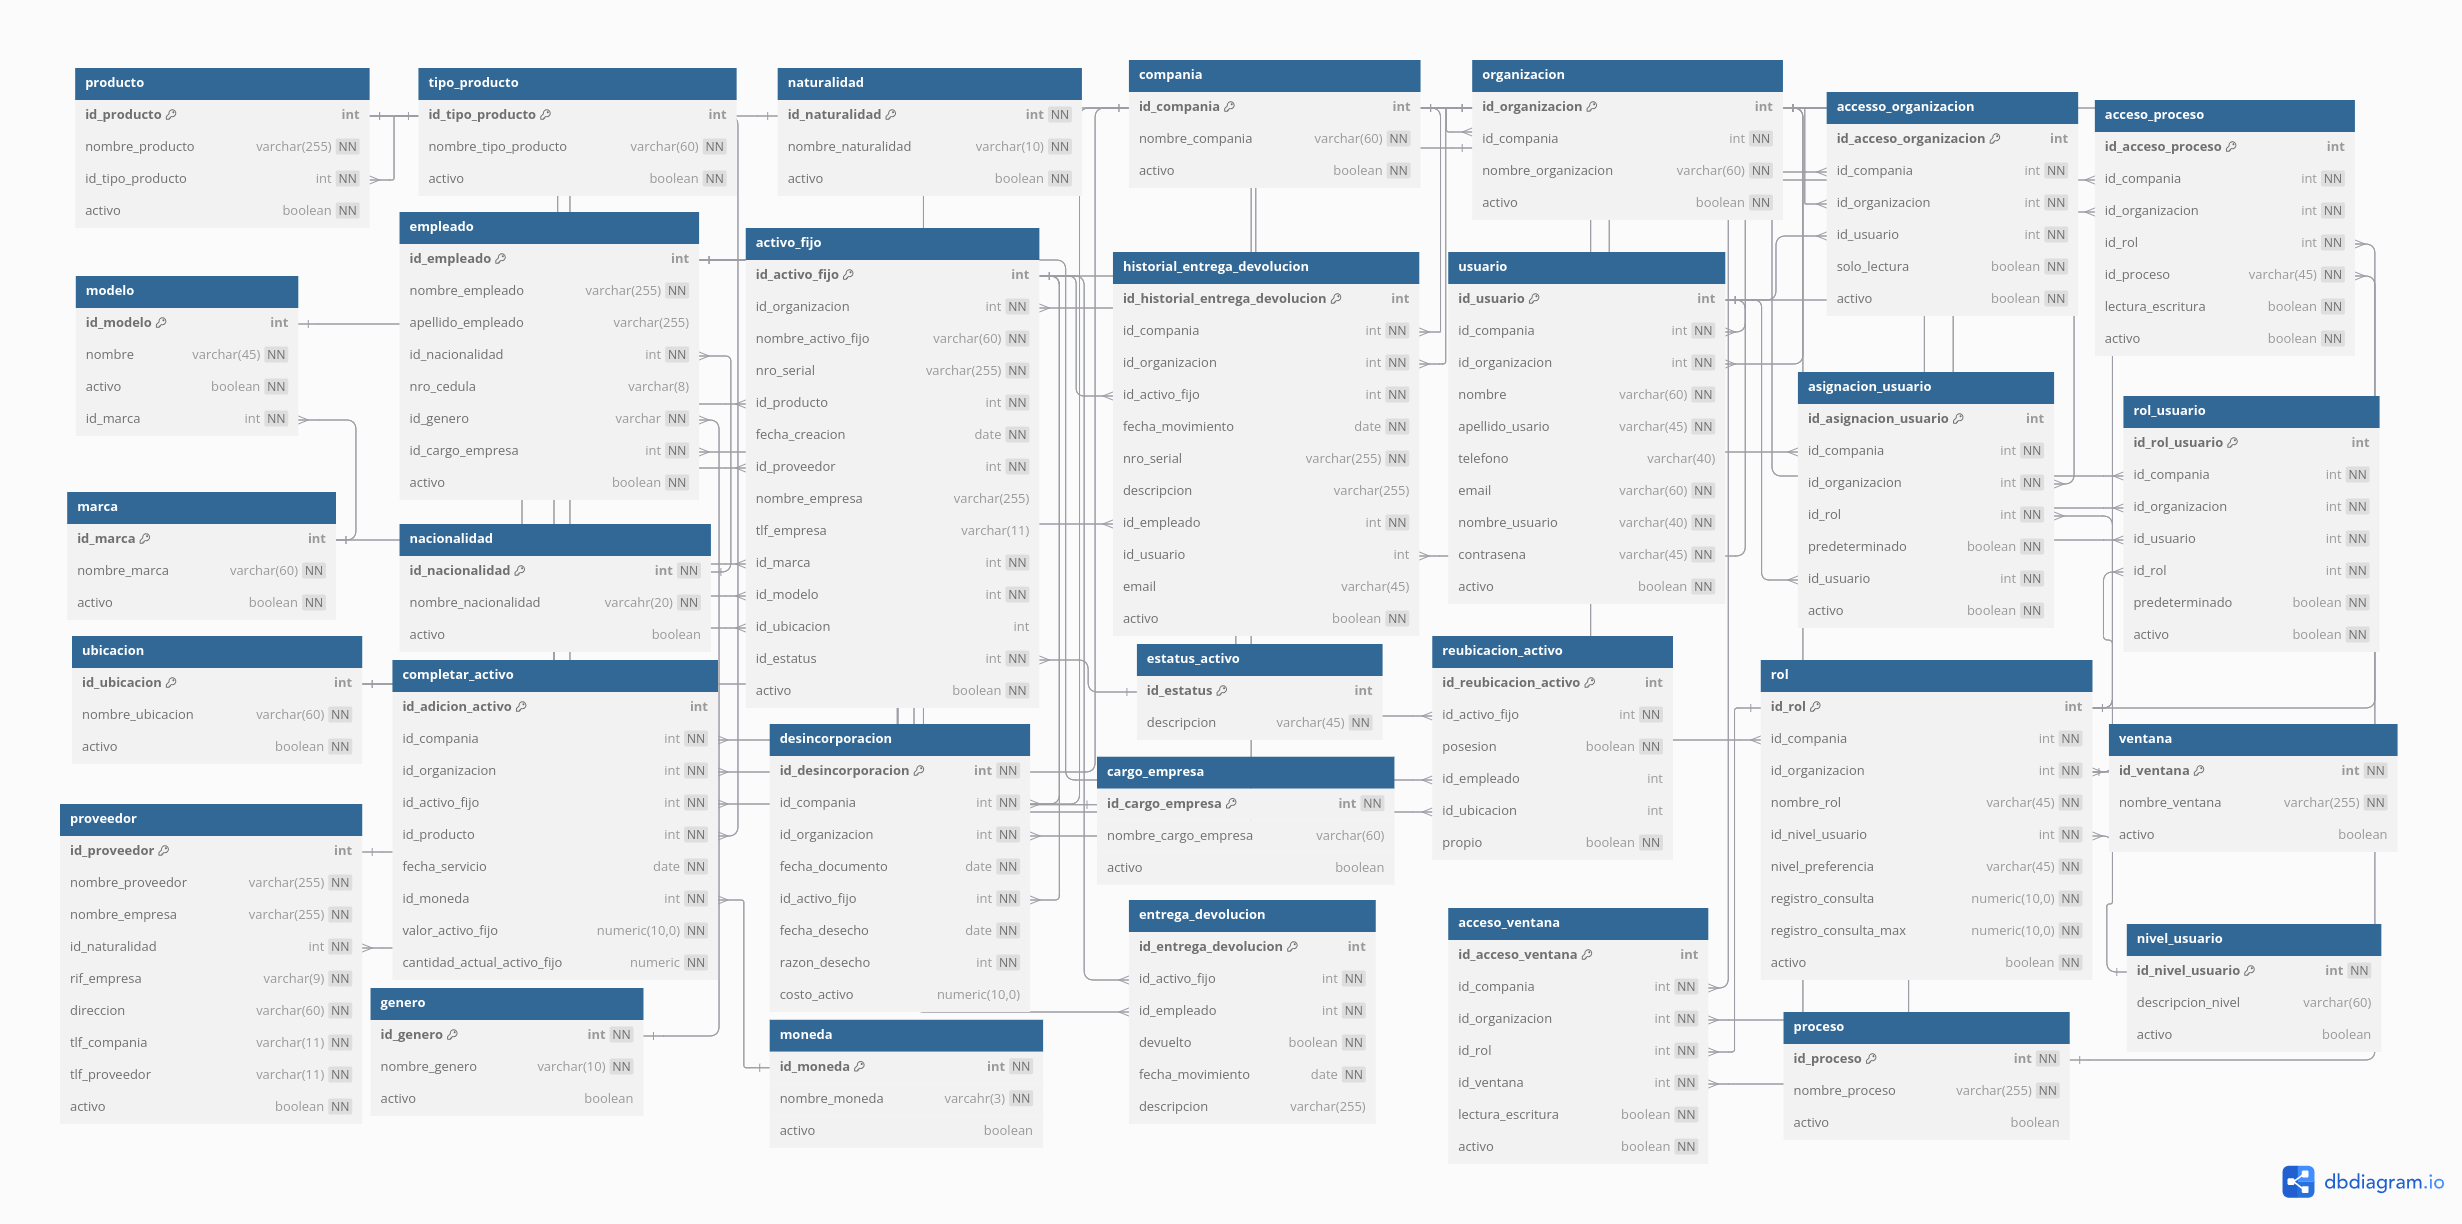 producto
id_producto int
nombre_producto varchar(255) NN
id_tipo_producto int NN
activo boolean NN
tipo_producto
id_tipo_producto int
nombre_tipo_producto varchar(60) NN
activo boolean NN
naturalidad
id_naturalidad int NN
nombre_naturalidad varchar(10) NN
activo boolean NN
compania
id_compania int
nombre_compania varchar(60) NN
activo boolean NN
organizacion
id_organizacion int
id_compania int NN
nombre_organizacion varchar(60) NN
activo boolean NN
accesso_organizacion
id_acceso_organizacion int
id_compania int NN
id_organizacion int NN
id_usuario int NN
solo_lectura boolean NN
activo boolean NN
acceso_proceso
id_acceso_proceso int
id_compania int NN
id_organizacion int NN
id_rol int NN
id_proceso varchar(45) NN
lectura_escritura boolean NN
activo boolean NN
modelo
id_modelo int
nombre varchar(45) NN
activo boolean NN
id_marca int NN
empleado
id_empleado int
nombre_empleado varchar(255) NN
apellido_empleado varchar(255)
id_nacionalidad int NN
nro_cedula varchar(8)
id_genero varchar NN
id_cargo_empresa int NN
activo boolean NN
activo_fijo
id_activo_fijo int
id_organizacion int NN
nombre_activo_fijo varchar(60) NN
nro_serial varchar(255) NN
id_producto int NN
fecha_creacion date NN
id_proveedor int NN
nombre_empresa varchar(255)
tlf_empresa varchar(11)
id_marca int NN
id_modelo int NN
id_ubicacion int
id_estatus int NN
activo boolean NN
historial_entrega_devolucion
id_historial_entrega_devolucion int
id_compania int NN
id_organizacion int NN
id_activo_fijo int NN
fecha_movimiento date NN
nro_serial varchar(255) NN
descripcion varchar(255)
id_empleado int NN
id_usuario int
email varchar(45)
activo boolean NN
usuario
id_usuario int
id_compania int NN
id_organizacion int NN
nombre varchar(60) NN
apellido_usario varchar(45) NN
telefono varchar(40)
email varchar(60) NN
nombre_usuario varchar(40) NN
contrasena varchar(45) NN
activo boolean NN
asignacion_usuario
id_asignacion_usuario int
id_compania int NN
id_organizacion int NN
id_rol int NN
predeterminado boolean NN
id_usuario int NN
activo boolean NN
rol_usuario
id_rol_usuario int
id_compania int NN
id_organizacion int NN
id_usuario int NN
id_rol int NN
predeterminado boolean NN
activo boolean NN
marca
id_marca int
nombre_marca varchar(60) NN
activo boolean NN
nacionalidad
id_nacionalidad int NN
nombre_nacionalidad varcahr(20) NN
activo boolean
ubicacion
id_ubicacion int
nombre_ubicacion varchar(60) NN
activo boolean NN
completar_activo
id_adicion_activo int
id_compania int NN
id_organizacion int NN
id_activo_fijo int NN
id_producto int NN
fecha_servicio date NN
id_moneda int NN
valor_activo_fijo numeric(10,0) NN
cantidad_actual_activo_fijo numeric NN
desincorporacion
id_desincorporacion int NN
id_compania int NN
id_organizacion int NN
fecha_documento date NN
id_activo_fijo int NN
fecha_desecho date NN
razon_desecho int NN
costo_activo numeric(10,0)
estatus_activo
id_estatus int
descripcion varchar(45) NN
reubicacion_activo
id_reubicacion_activo int
id_activo_fijo int NN
posesion boolean NN
id_empleado int
id_ubicacion int
propio boolean NN
rol
id_rol int
id_compania int NN
id_organizacion int NN
nombre_rol varchar(45) NN
id_nivel_usuario int NN
nivel_preferencia varchar(45) NN
registro_consulta numeric(10,0) NN
registro_consulta_max numeric(10,0) NN
activo boolean NN
ventana
id_ventana int NN
nombre_ventana varchar(255) NN
activo boolean
cargo_empresa
id_cargo_empresa int NN
nombre_cargo_empresa varchar(60)
activo boolean
proveedor
id_proveedor int
nombre_proveedor varchar(255) NN
nombre_empresa varchar(255) NN
id_naturalidad int NN
rif_empresa varchar(9) NN
direccion varchar(60) NN
tlf_compania varchar(11) NN
tlf_proveedor varchar(11) NN
activo boolean NN
genero
id_genero int NN
nombre_genero varchar(10) NN
activo boolean
moneda
id_moneda int NN
nombre_moneda varcahr(3) NN
activo boolean
entrega_devolucion
id_entrega_devolucion int
id_activo_fijo int NN
id_empleado int NN
devuelto boolean NN
fecha_movimiento date NN
descripcion varchar(255)
acceso_ventana
id_acceso_ventana int
id_compania int NN
id_organizacion int NN
id_rol int NN
id_ventana int NN
lectura_escritura boolean NN
activo boolean NN
proceso
id_proceso int NN
nombre_proceso varchar(255) NN
activo boolean
nivel_usuario
id_nivel_usuario int NN
descripcion_nivel varchar(60)
activo boolean
dbdiagram.io